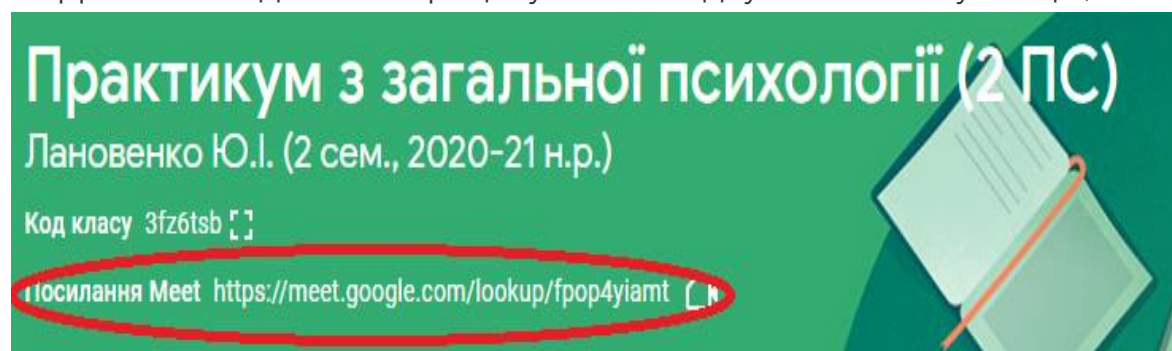 Практикум з загальної психології (2 ПС)
Лановенко Ю.І. (2 сем., 2020-21 н.р.)
Код класу 3fz6tsb
Посилання Meet https://meet.google.com/lookup/fpop4yiamt